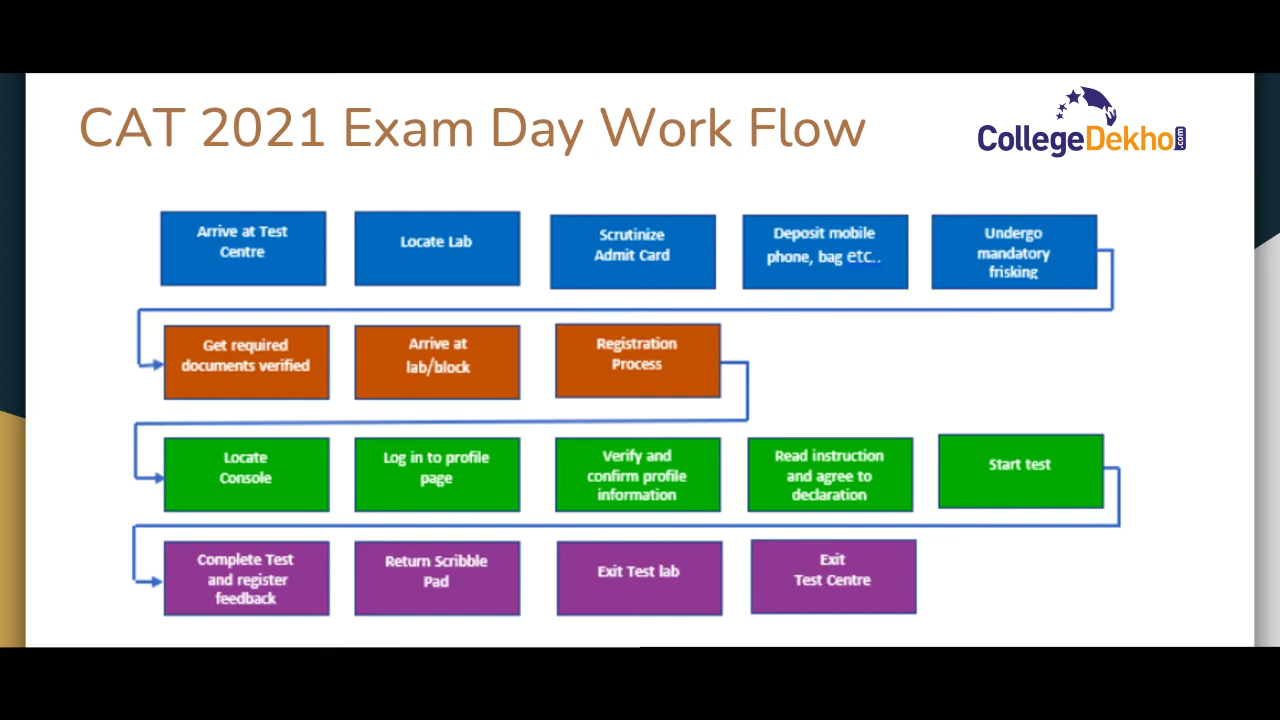 CAT 2021 Exam Day Work Flow
CollegeDekho.com
Arrive at Test
Centre
Locate Lab
Scrutinize
Admit Card
Deposit mobile
phone, bag etc..
Undergo
mandatory
frisking
Get required
documents verified
Arrive at
lab/block
Registration
Process
Locate
Console
Log in to profile
page
Verify and
confirm profile
information
Read instruction
and agree to
declaration
Start test
Complete Test
and register
feedback
Return Scribble
Pad
Exit Test lab
Exit
Test Centre